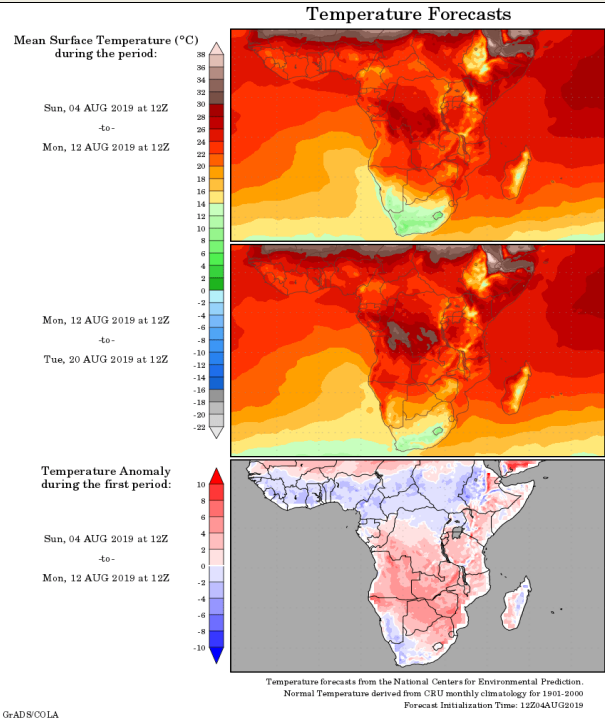 Temperature Forecasts
Mean Surface Temperature (°C)
during the period:
Sun, 04 AUG 2019 at 12Z
-to-
Mon, 12 AUG 2019 at 12Z
38
36
34
32
30
28
26
24
22
20
18
16
14
12
10
8
6
4
2
0
-2
-4
-6
-8
-10
-12
-14
-16
-18
-20
-22
Mon, 12 AUG 2019 at 12Z
-to-
Tue, 20 AUG 2019 at 12Z
Temperature Anomaly
during the first period:
Sun, 04 AUG 2019 at 12Z
-to-
Mon, 12 AUG 2019 at 12Z
10
8
6
4
2
0
-2
-4
-6
-8
-10
Temperature forecasts from the National Centers for Environmental Prediction.
Normal Temperature derived from CRU monthly climatology for 1901-2000
Forecast Initialization Time: 12Z04AUG2019
GrADS/COLA